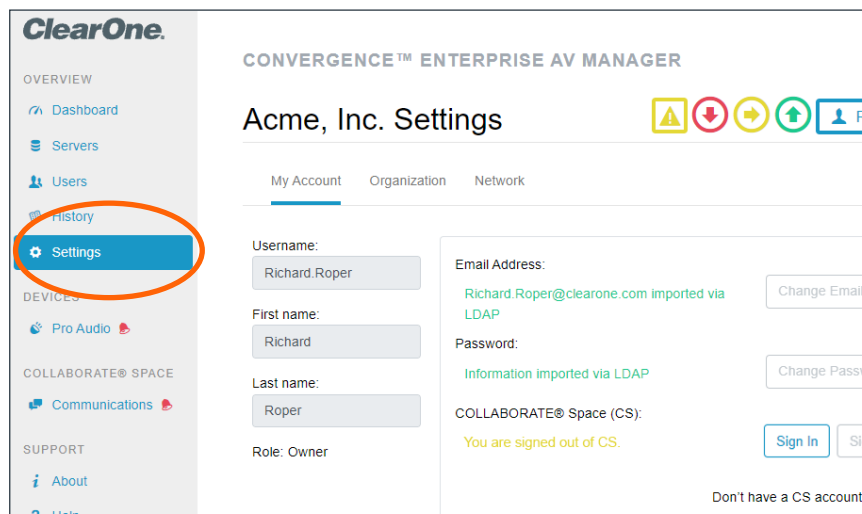 ClearOne.
OVERVIEW
Dashboard
Servers
Users
History
Settings
DEVICES
Pro Audio
COLLABORATE® SPACE
Communications
SUPPORT
About
CONVERGENCE™ ENTERPRISE AV MANAGER
Acme, Inc. Settings
My Account Organization Network
Username:
Richard.Roper
First name:
Richard
Last name:
Roper
Role: Owner
Email Address:
Richard.Roper@clearone.com imported via
LDAP
Change Email
Password:
Information imported via LDAP
Change
COLLABORATE® Space (CS):
You are signed out of CS.
Sign In
Don't have a CS account